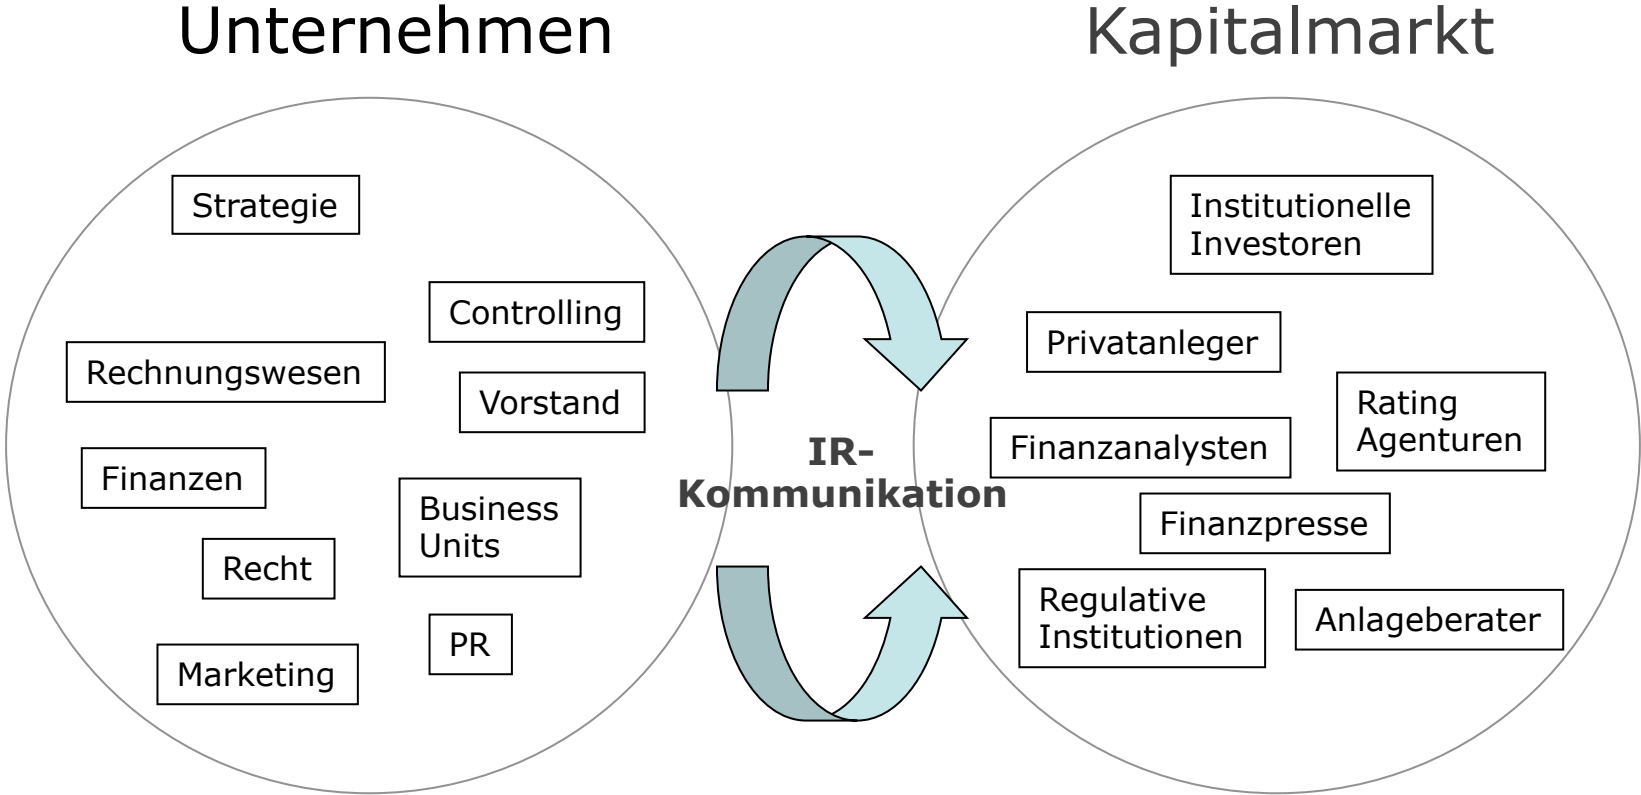 Unternehmen
Kapitalmarkt
Strategie
Controlling
Rechnungswesen
Vorstand
Finanzen
Business
Units
Recht
PR
Marketing
IR-
Kommunikation
Institutionelle
Investoren
Privatanleger
Rating
Agenturen
Finanzanalysten
Finanzpresse
Regulative
Institutionen
Anlageberater